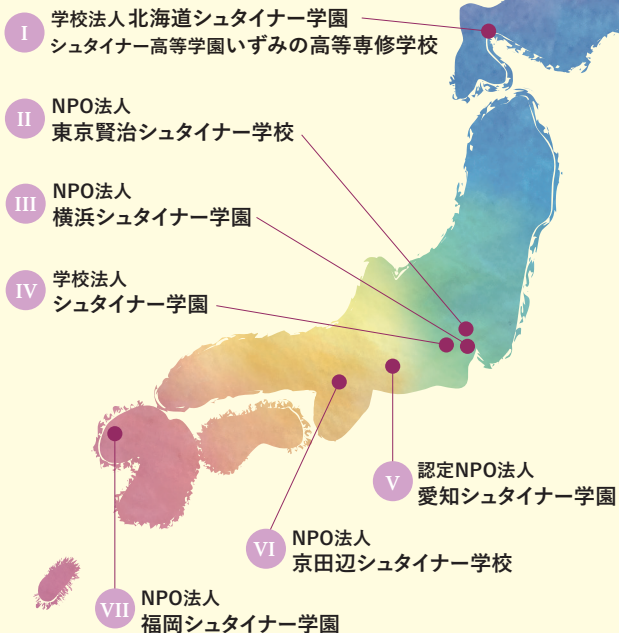 I
学校法人 北海道シュタイナー学園
シュタイナー高等学園いずみの高等専修学校
II
NPO法人
東京賢治シュタイナー学校
III
NPO法人
横浜シュタイナー学園
IV
学校法人
シュタイナー学園
V
認定NPO法人
愛知シュタイナー学園
VI
NPO法人
京田辺シュタイナー学校
VII
NPO法人
福岡シュタイナー学園